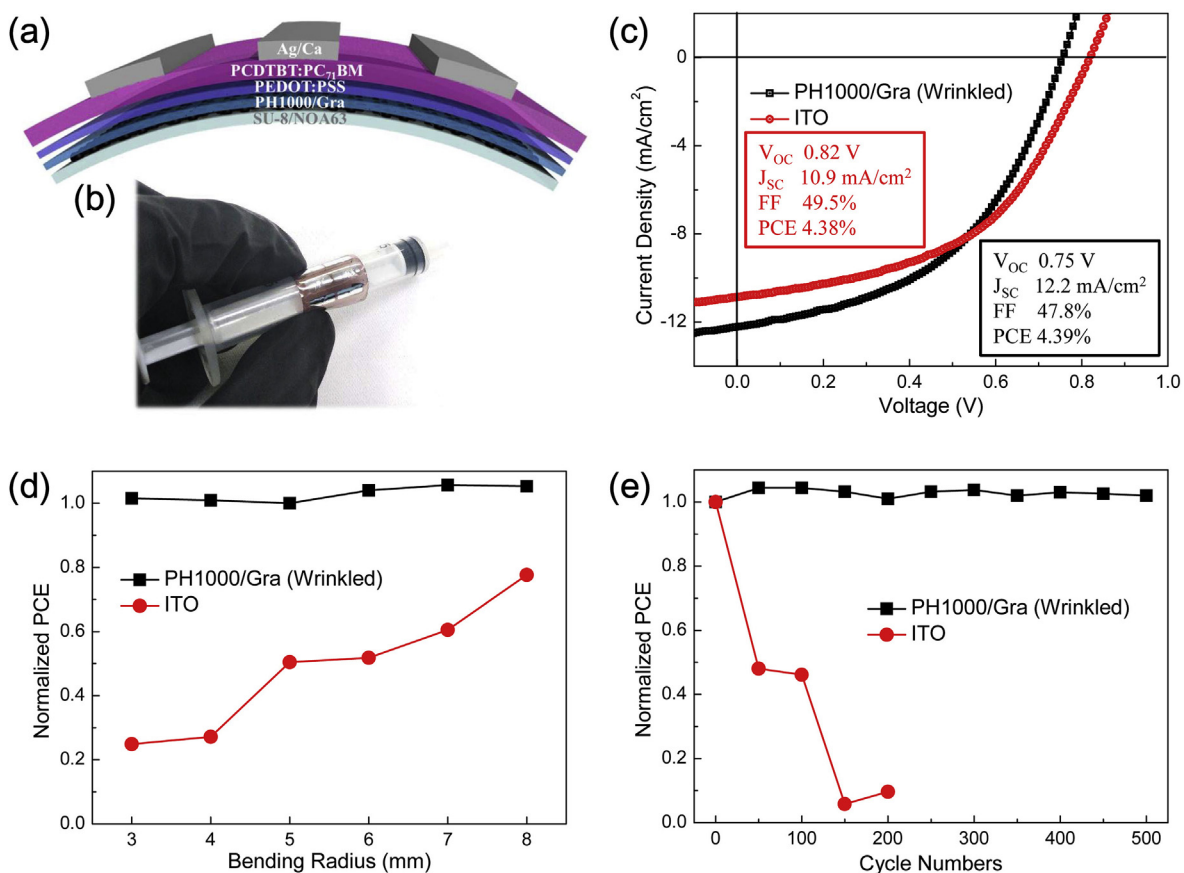 (a)
Ag/Ca
PCDTBT:PC₇₁BM
PEDOT:PSS
PH1000/Gra
SU-8/NOA63
(b)
(c)
Current Density (mA/cm²)
0
-4
-8
-12
PH1000/Gra (Wrinkled)
ITO
V_OC 0.82 V
J_SC 10.9 mA/cm²
FF 49.5%
PCE 4.38%
V_OC 0.75 V
J_SC 12.2 mA/cm²
FF 47.8%
PCE 4.39%
0.0 0.2 0.4 0.6 0.8 1.0
Voltage (V)
(d)
Normalized PCE
1.0
0.8
0.6
0.4
0.2
0.0
PH1000/Gra (Wrinkled)
ITO
3 4 5 6 7 8
Bending Radius (mm)
(e)
Normalized PCE
1.0
0.8
0.6
0.4
0.2
0.0
PH1000/Gra (Wrinkled)
ITO
0 100 200 300 400 500
Cycle Numbers